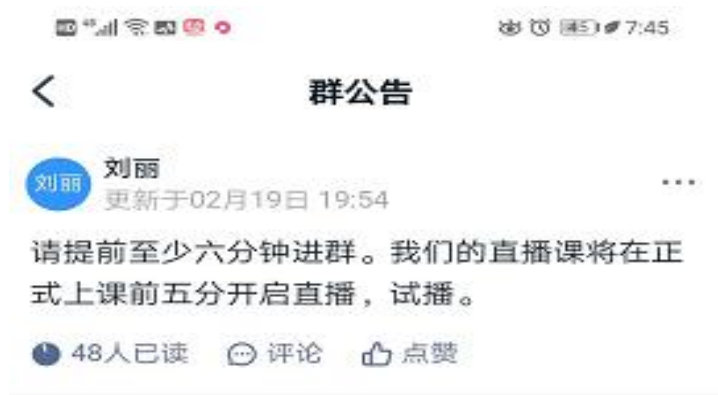 7:45
群公告
刘丽
刘丽
更新于02月19日 19:54
请提前至少六分钟进群。我们的直播课将在正
式上课前五分开启直播，试播。
48人已读 评论 点赞